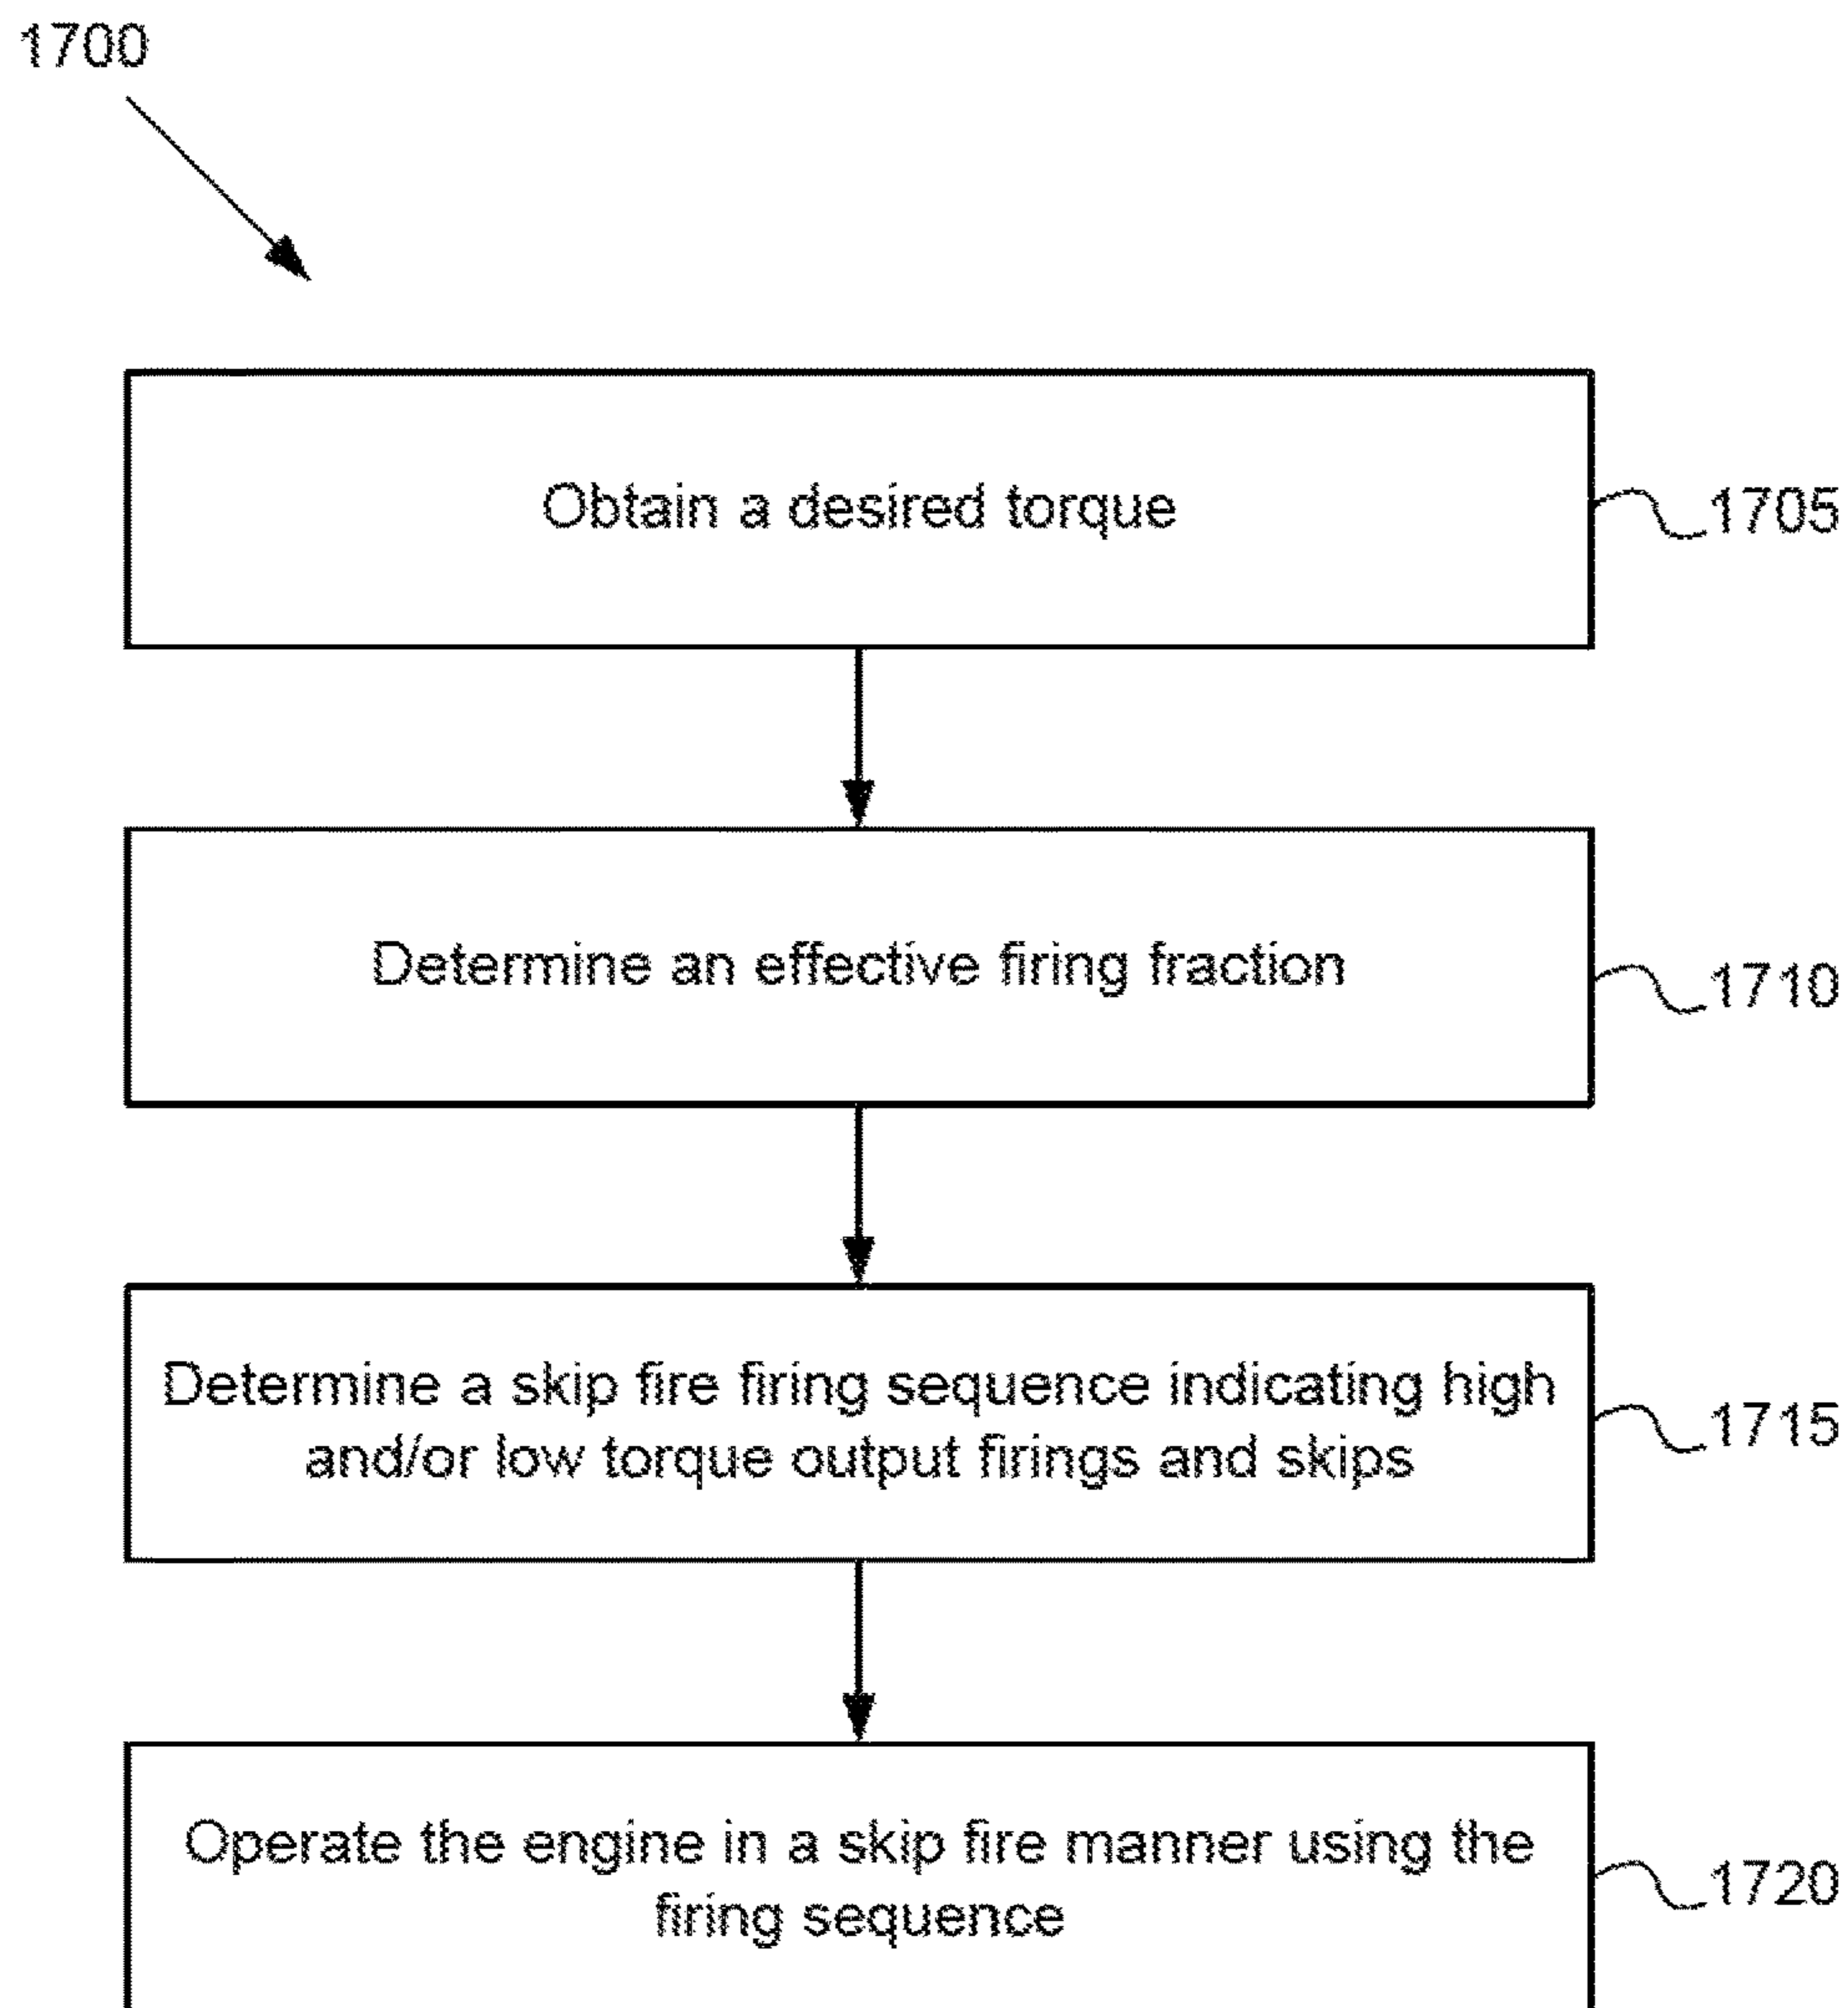 1700
Obtain a desired torque
1705
Determine an effective firing fraction
1710
Determine a skip fire firing sequence indicating high
and/or low torque output firings and skips
1715
Operate the engine in a skip fire manner using the
firing sequence
1720